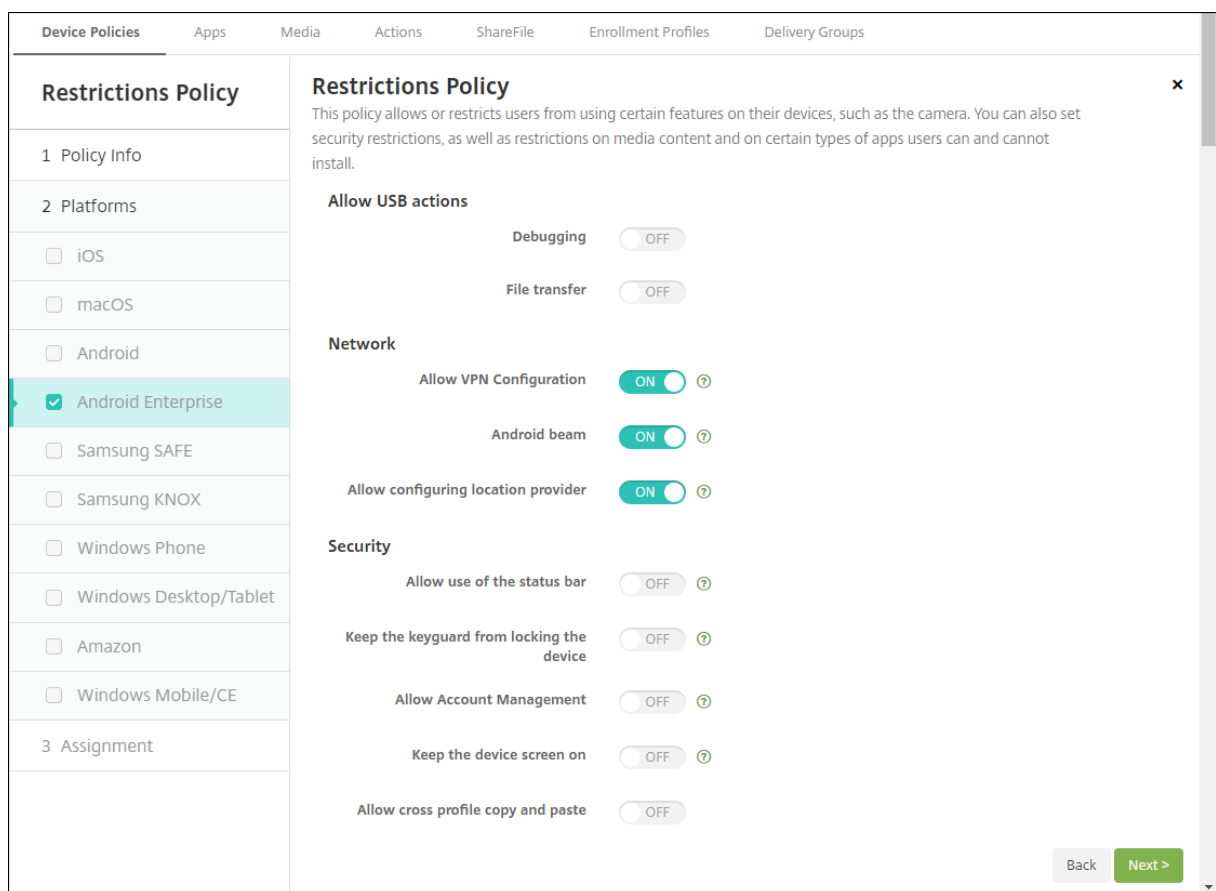 Device Policies Apps Media Actions ShareFile Enrollment Profiles Delivery Groups
Restrictions Policy
1 Policy Info
2 Platforms
iOS
macOS
Android
Android Enterprise
Samsung SAFE
Samsung KNOX
Windows Phone
Windows Desktop/Tablet
Amazon
Windows Mobile/CE
3 Assignment
Restrictions Policy
This policy allows or restricts users from using certain features on their devices, such as the camera. You can also set
security restrictions, as well as restrictions on media content and on certain types of apps users can and cannot
install.
Allow USB actions
Debugging OFF
File transfer OFF
Network
Allow VPN Configuration ON ?
Android beam ON ?
Allow configuring location provider ON ?
Security
Allow use of the status bar OFF ?
Keep the keyguard from locking the
device OFF ?
Allow Account Management OFF ?
Keep the device screen on OFF ?
Allow cross profile copy and paste OFF
Back Next >